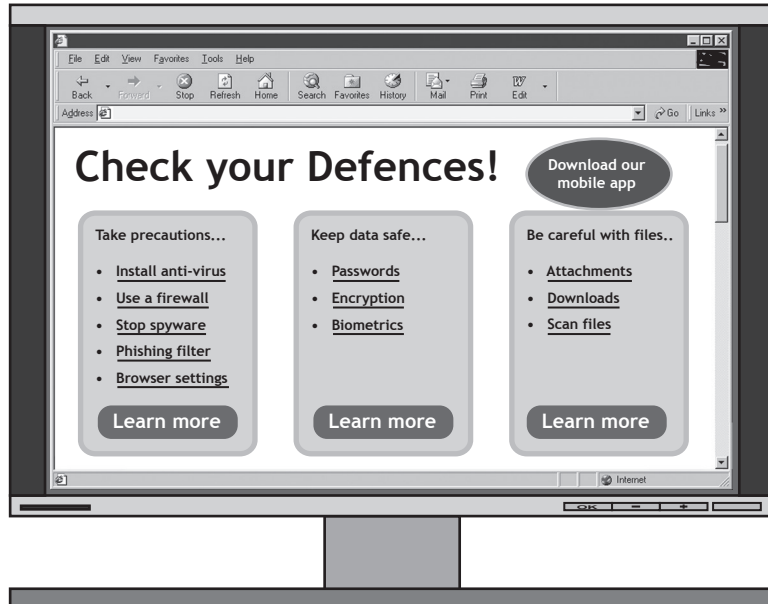 File Edit View Favorites Tools Help
Back Forward Stop Refresh Home Search Favorites History Mail Print Edit
Address Go Links »
Check your Defences!
Download our
mobile app
Take precautions...
• Install anti-virus
• Use a firewall
• Stop spyware
• Phishing filter
• Browser settings
Learn more
Keep data safe...
• Passwords
• Encryption
• Biometrics
Learn more
Be careful with files..
• Attachments
• Downloads
• Scan files
Learn more
Internet
OK − +